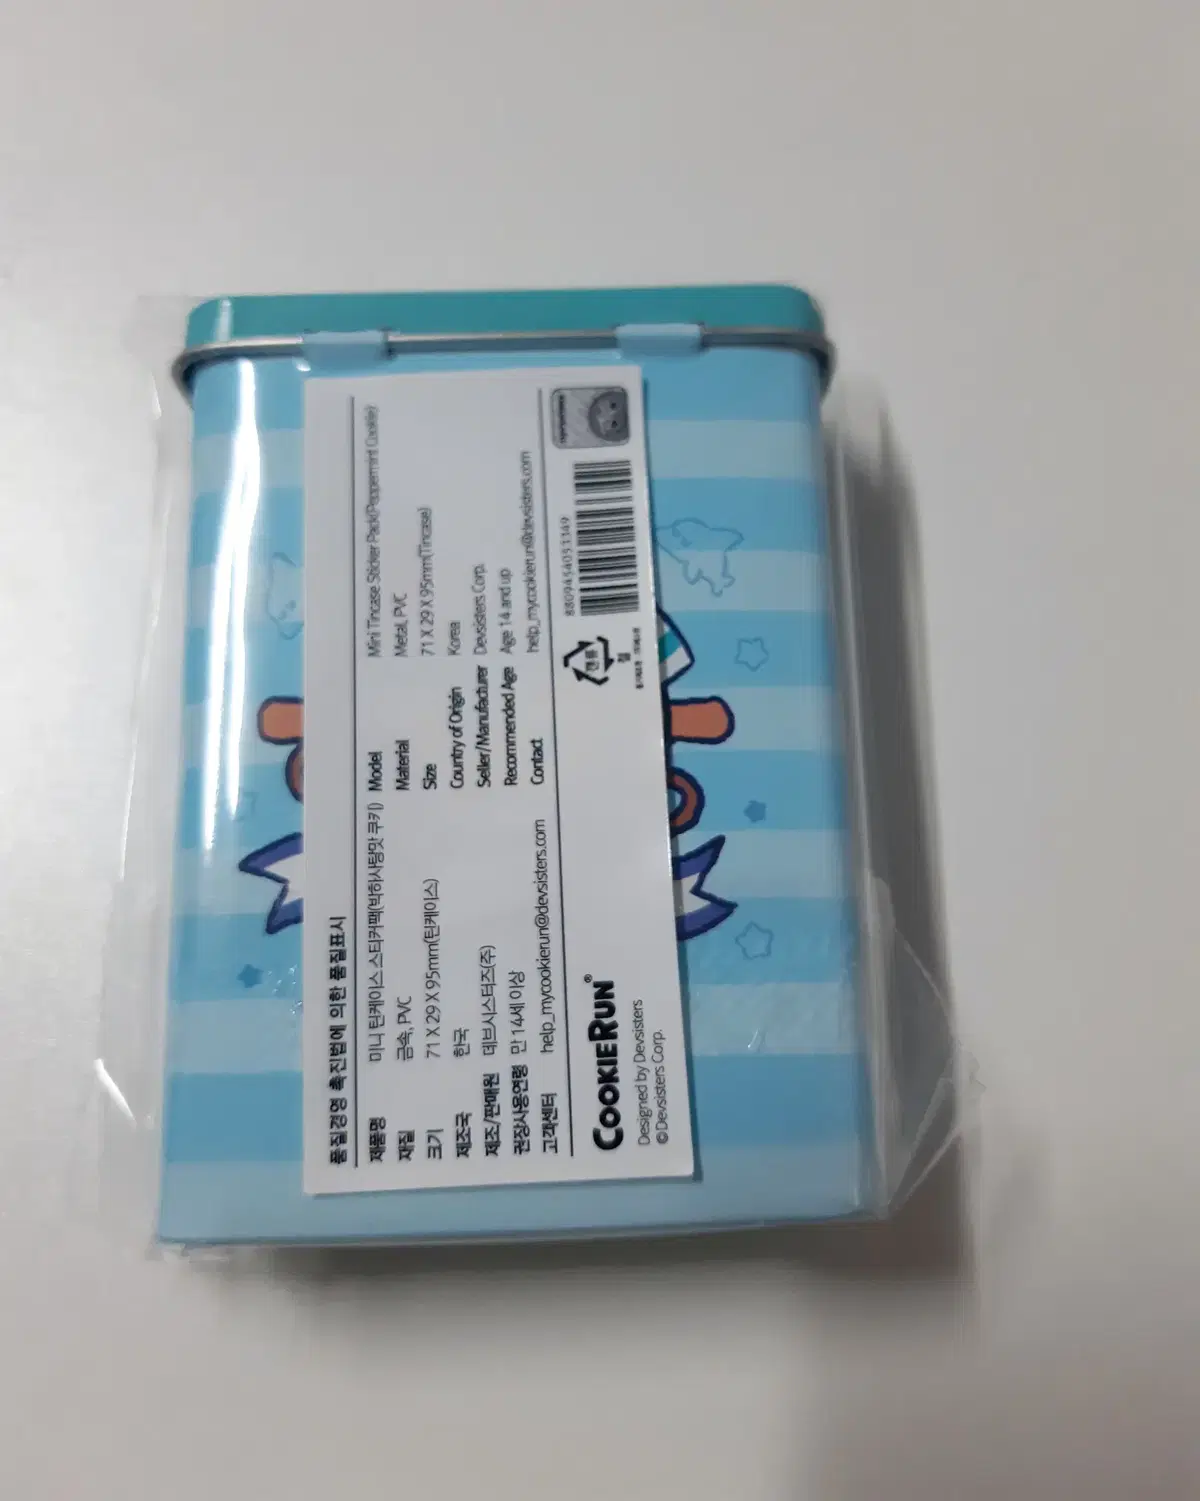 품질경영 촉진법에 의한 품질표시
제품명 미니 틴케이스 스티커팩(박하사탕맛 쿠키)
재질 금속, PVC
크기 71 X 29 X 95mm(틴케이스)
제조국 한국
제조/판매원 데브시스터즈(주)
권장사용연령 만 14세 이상
고객센터 help_mycookierun@devsisters.com
Model Mini Tincase Sticker Pack(Peppermint Cookie)
Material Metal, PVC
Size 71 X 29 X 95mm(Tincase)
Country of Origin Korea
Seller/Manufacturer Devsisters Corp.
Recommended Age Age 14 and up
Contact help_mycookierun@devsisters.com
COOKIERUN®
Designed by Devsisters
©Devsisters Corp.
캔류
철
8809454051349